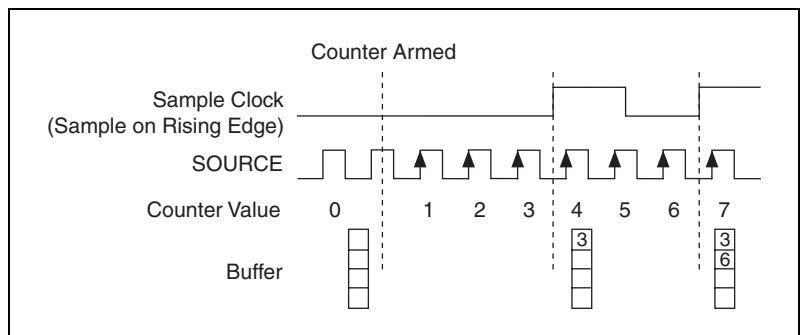 Counter Armed
Sample Clock
(Sample on Rising Edge)
SOURCE
Counter Value 0 1 2 3 4 5 6 7
3 3
6
Buffer